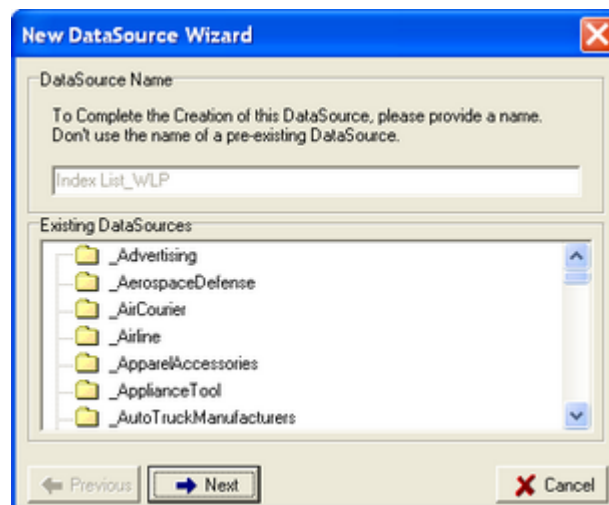 New DataSource Wizard
DataSource Name
To Complete the Creation of this DataSource, please provide a name.
Don't use the name of a pre-existing DataSource.
Index List_WLP
Existing DataSources
_Advertising
_AerospaceDefense
_AirCourier
_Airline
_ApparelAccessories
_ApplianceTool
_AutoTruckManufacturers
Previous
Next
Cancel